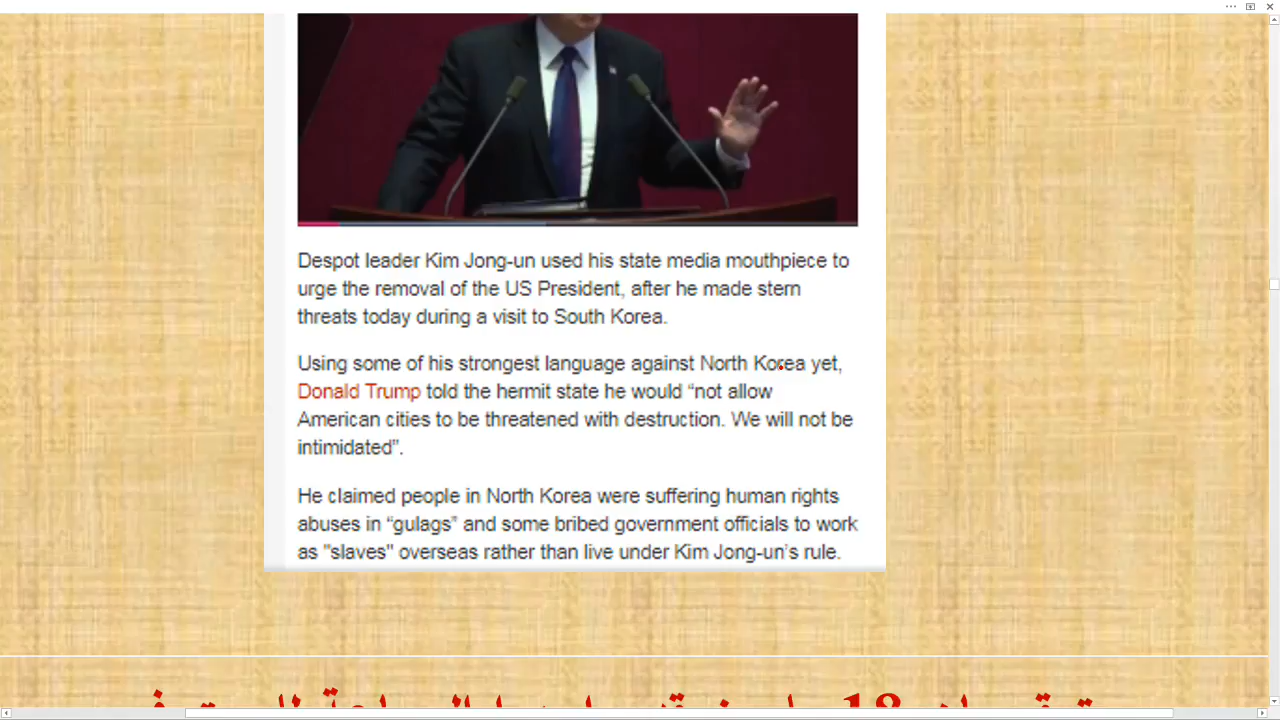 Despot leader Kim Jong-un used his state media mouthpiece to
urge the removal of the US President, after he made stern
threats today during a visit to South Korea.
Using some of his strongest language against North Korea yet,
Donald Trump told the hermit state he would “not allow
American cities to be threatened with destruction. We will not be
intimidated”.
He claimed people in North Korea were suffering human rights
abuses in “gulags” and some bribed government officials to work
as "slaves" overseas rather than live under Kim Jong-un’s rule.
18